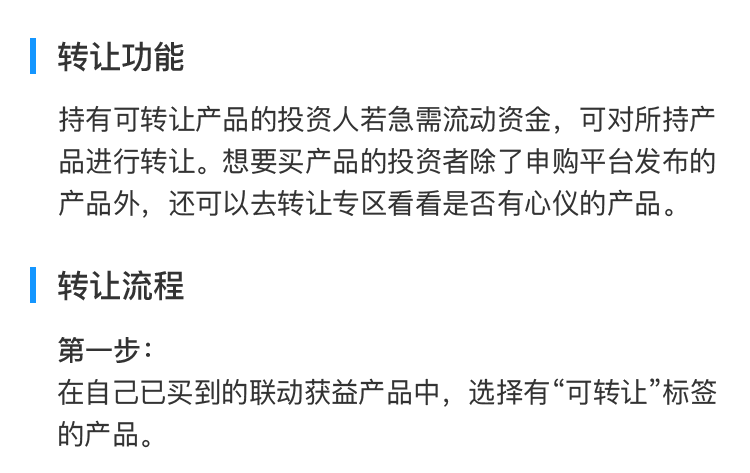 转让功能
持有可转让产品的投资人若急需流动资金，可对所持产
品进行转让。想要买产品的投资者除了申购平台发布的
产品外，还可以去转让专区看看是否有心仪的产品。
转让流程
第一步：
在自己已买到的联动获益产品中，选择有“可转让”标签
的产品。